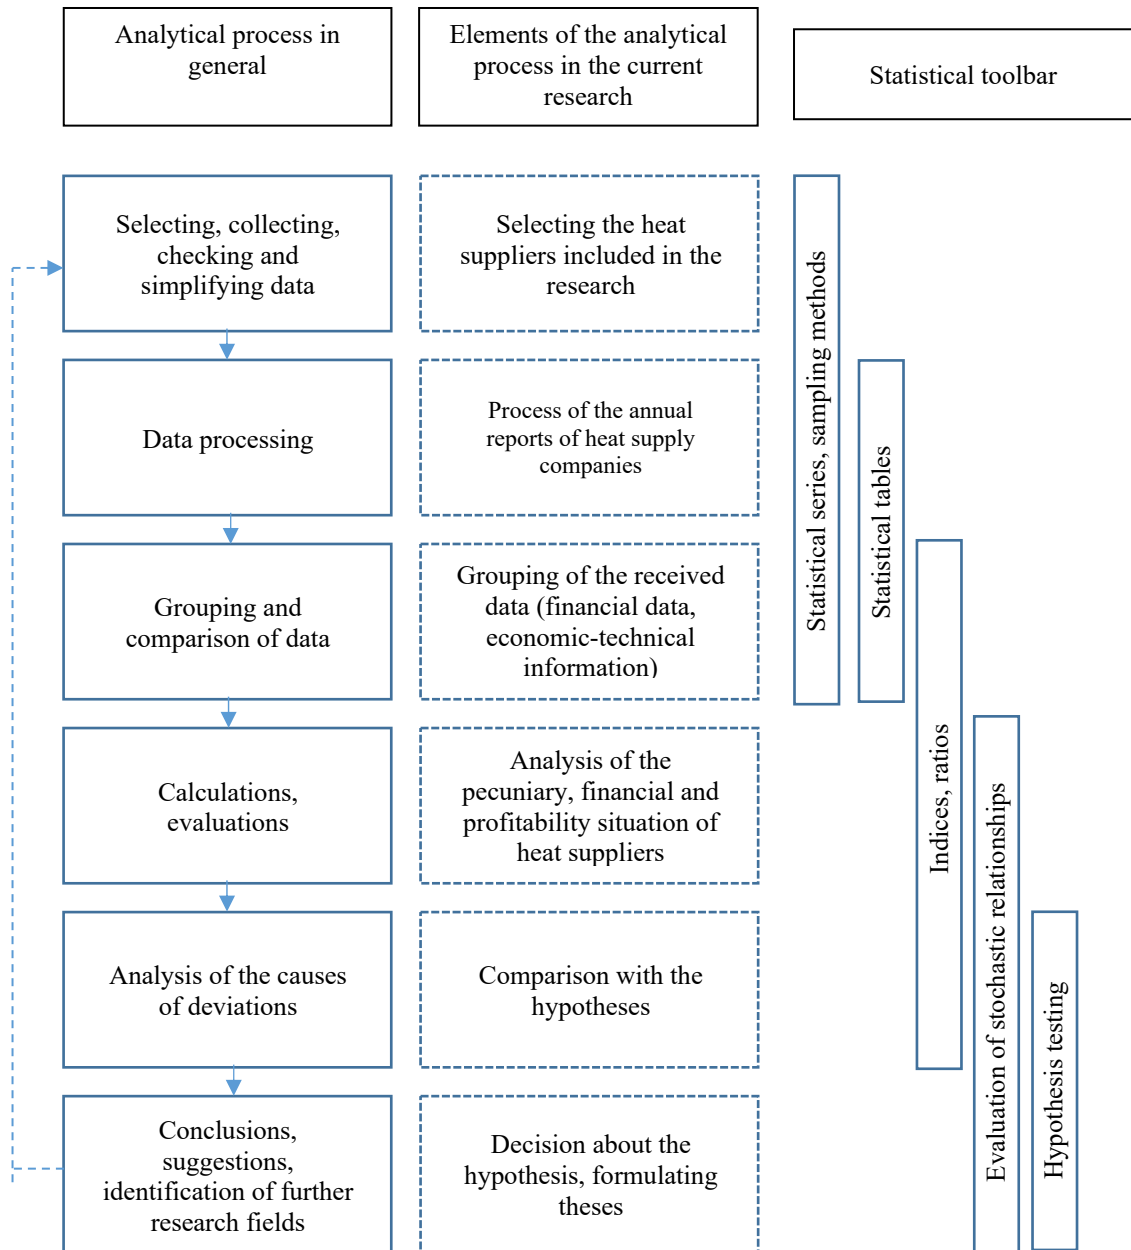 Analytical process in
general
Elements of the analytical
process in the current
research
Statistical toolbar
Selecting, collecting,
checking and
simplifying data
Selecting the heat
suppliers included in the
research
Data processing
Process of the annual
reports of heat supply
companies
Grouping and
comparison of data
Grouping of the received
data (financial data,
economic-technical
information)
Calculations,
evaluations
Analysis of the
pecuniary, financial and
profitability situation of
heat suppliers
Analysis of the causes
of deviations
Comparison with the
hypotheses
Conclusions,
suggestions,
identification of further
research fields
Decision about the
hypothesis, formulating
theses
Statistical series, sampling methods
Statistical tables
Indices, ratios
Evaluation of stochastic relationships
Hypothesis testing